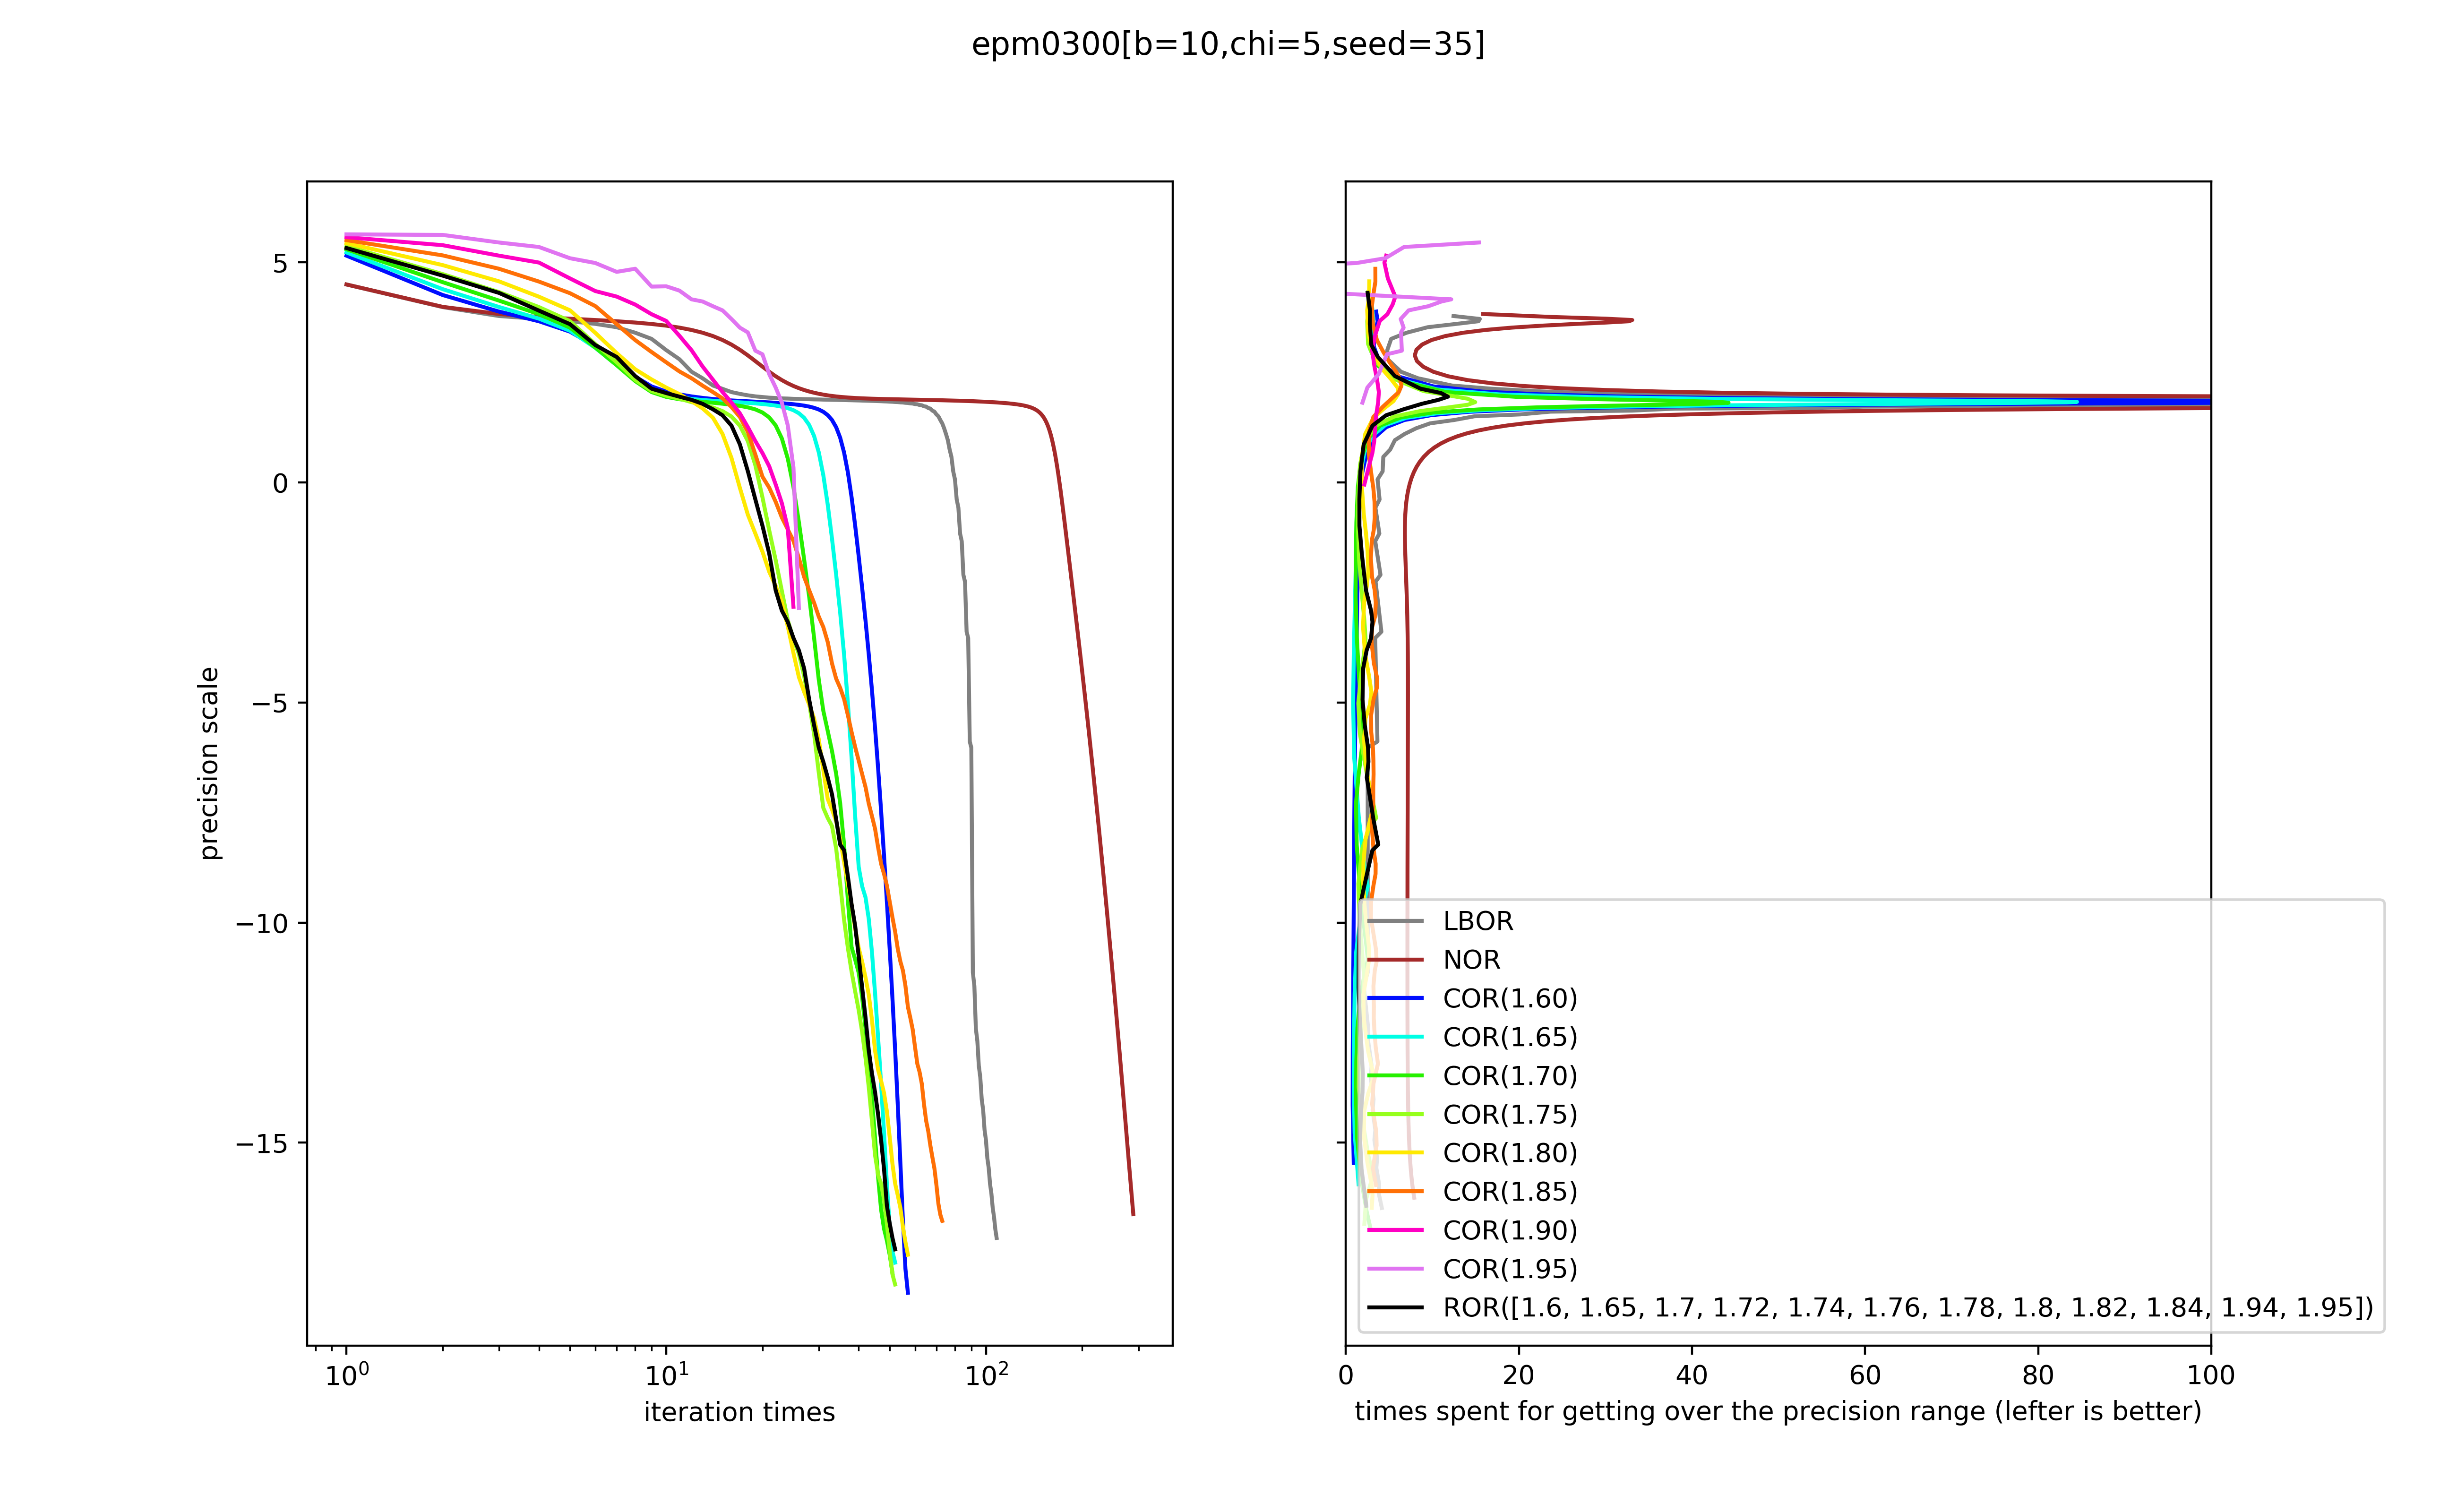 epm0300[b=10,chi=5,seed=35]
precision scale
5
0
−5
−10
−15
10⁰
10¹
10²
iteration times
LBOR
NOR
COR(1.60)
COR(1.65)
COR(1.70)
COR(1.75)
COR(1.80)
COR(1.85)
COR(1.90)
COR(1.95)
ROR([1.6, 1.65, 1.7, 1.72, 1.74, 1.76, 1.78, 1.8, 1.82, 1.84, 1.94, 1.95])
0 20 40 60 80 100
times spent for getting over the precision range (lefter is better)